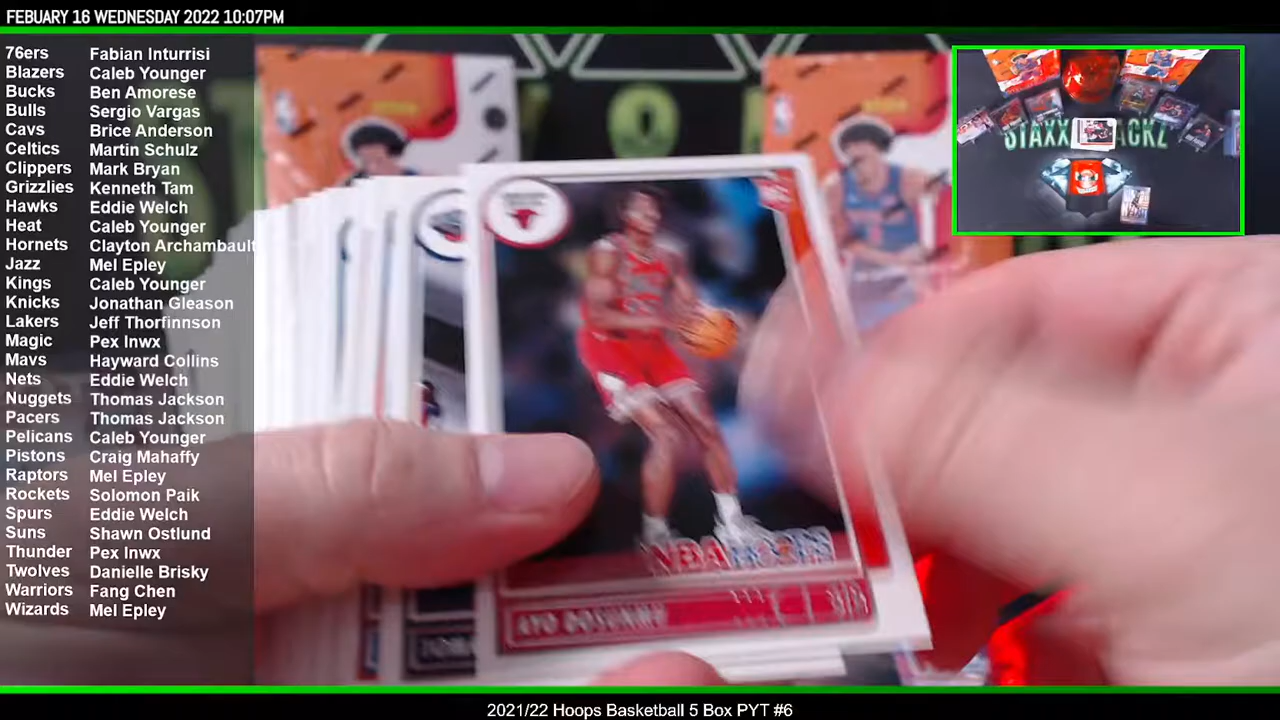 FEBUARY 16 WEDNESDAY 2022 10:07PM
76ers Fabian Inturrisi
Blazers Caleb Younger
Bucks Ben Amorese
Bulls Sergio Vargas
Cavs Brice Anderson
Celtics Martin Schulz
Clippers Mark Bryan
Grizzlies Kenneth Tam
Hawks Eddie Welch
Heat Caleb Younger
Hornets Clayton Archambault
Jazz Mel Epley
Kings Caleb Younger
Knicks Jonathan Gleason
Lakers Jeff Thorfinnson
Magic Pex Inwx
Mavs Hayward Collins
Nets Eddie Welch
Nuggets Thomas Jackson
Pacers Thomas Jackson
Pelicans Caleb Younger
Pistons Craig Mahaffy
Raptors Mel Epley
Rockets Solomon Paik
Spurs Eddie Welch
Suns Shawn Ostlund
Thunder Pex Inwx
Twolves Danielle Brisky
Warriors Fang Chen
Wizards Mel Epley
NBA HOOPS
AYO DOSUNMU
2021/22 Hoops Basketball 5 Box PYT #6